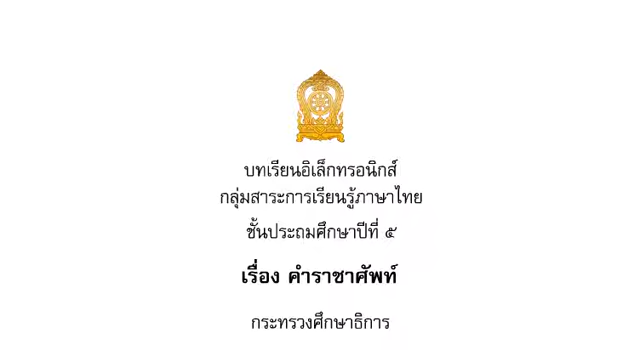 บทเรียนอิเล็กทรอนิกส์
กลุ่มสาระการเรียนรู้ภาษาไทย
ชั้นประถมศึกษาปีที่ ๕
เรื่อง คำราชาศัพท์
กระทรวงศึกษาธิการ